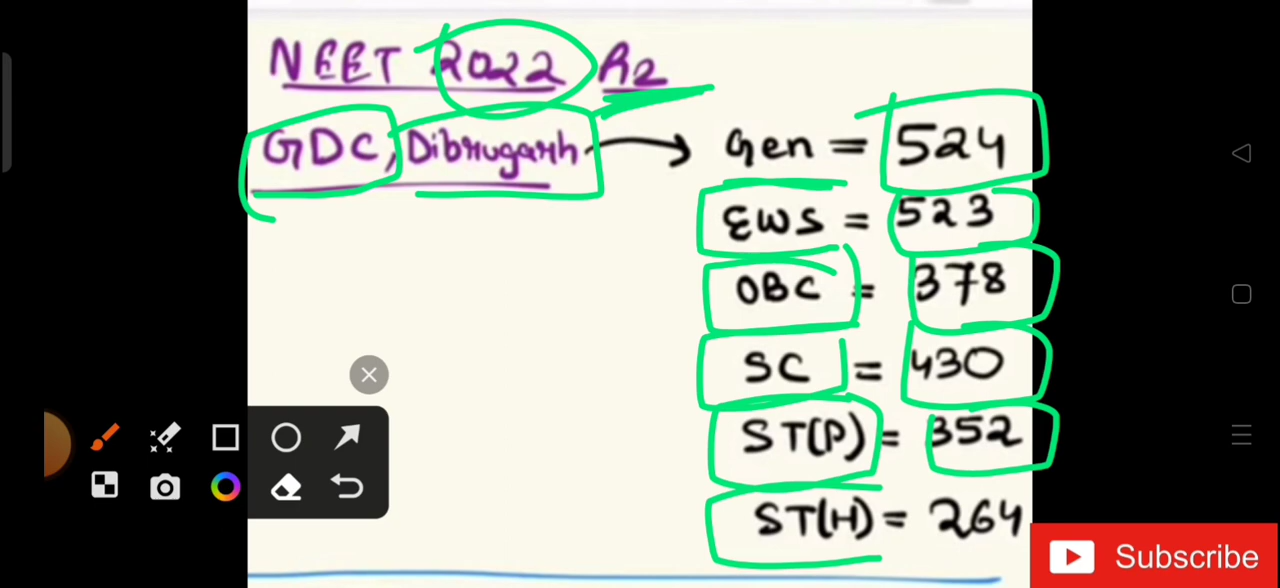 NEET 2022 R2
GDC, Dibrugarh → Gen = 524
EWS = 523
OBC = 378
SC = 430
ST(P) = 352
ST(H) = 264
Subscribe